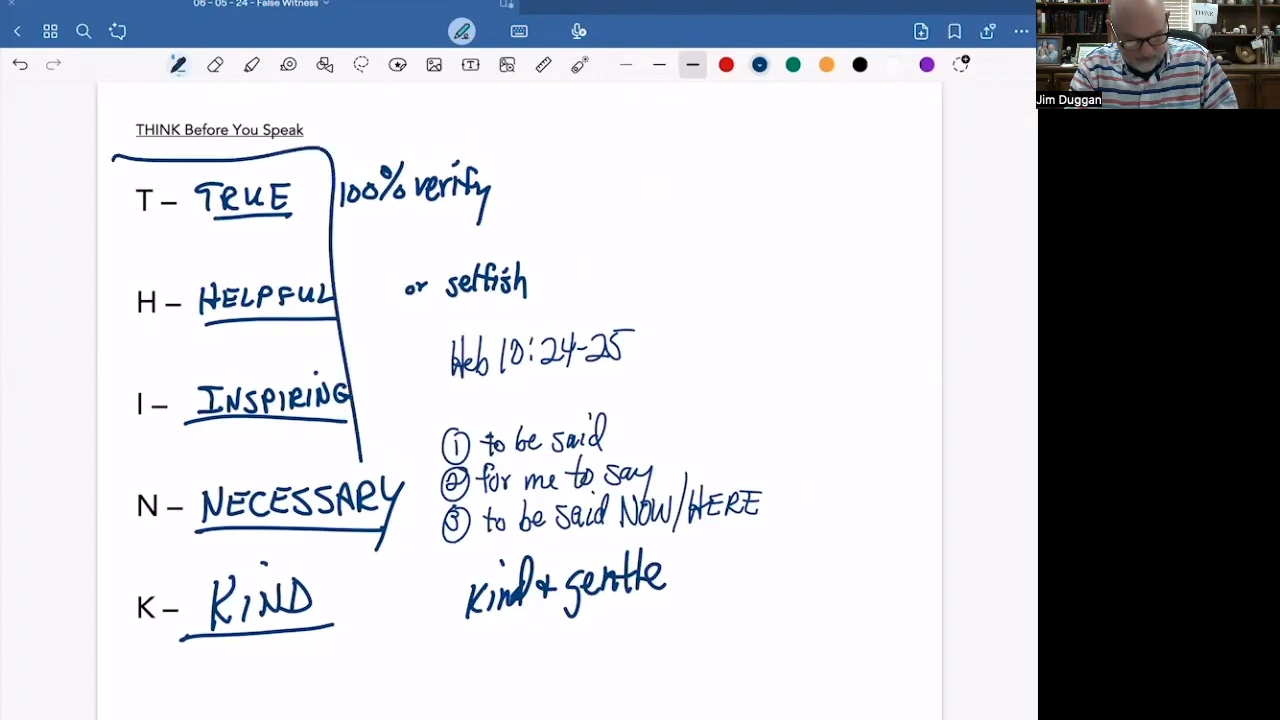 06 - 05 - 24 - False Witness
THINK
Jim Duggan
THINK Before You Speak
T – TRUE 100% verify
H – HELPFUL or selfish
Heb 10:24-25
I – INSPIRING
① to be said
② for me to say
N – NECESSARY
③ to be said NOW/HERE
K – KIND kind + gentle